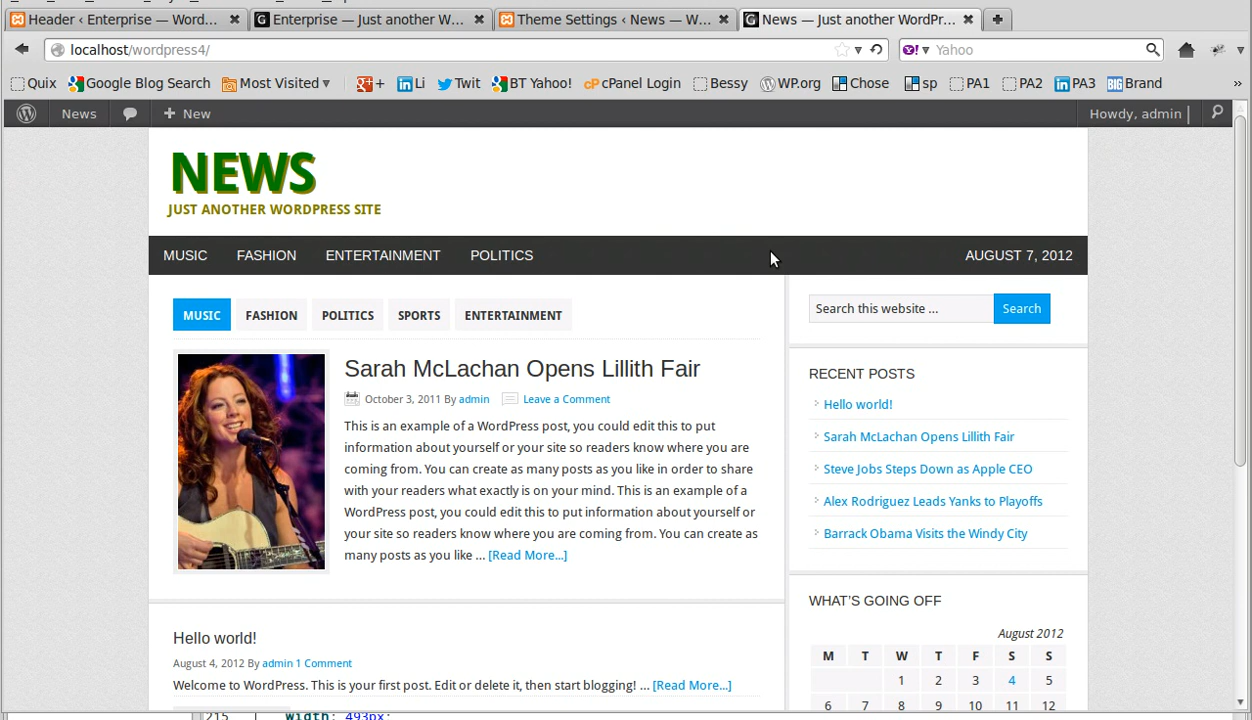 Header ‹ Enterprise — Word...
Enterprise — Just another W...
Theme Settings ‹ News — W...
News — Just another WordPr...
localhost/wordpress4/
Yahoo
Quix
Google Blog Search
Most Visited
+
Li
Twit
BT Yahoo!
cPanel Login
Bessy
WP.org
Chose
sp
PA1
PA2
PA3
BIG Brand
»
News
+ New
Howdy, admin
NEWS
JUST ANOTHER WORDPRESS SITE
MUSIC FASHION ENTERTAINMENT POLITICS AUGUST 7, 2012
MUSIC FASHION POLITICS SPORTS ENTERTAINMENT
Sarah McLachan Opens Lillith Fair
October 3, 2011 By admin Leave a Comment
This is an example of a WordPress post, you could edit this to put
information about yourself or your site so readers know where you are
coming from. You can create as many posts as you like in order to share
with your readers what exactly is on your mind. This is an example of a
WordPress post, you could edit this to put information about yourself or
your site so readers know where you are coming from. You can create as
many posts as you like ... [Read More...]
Hello world!
August 4, 2012 By admin 1 Comment
Welcome to WordPress. This is your first post. Edit or delete it, then start blogging! ... [Read More...]
Search this website ...
Search
RECENT POSTS
Hello world!
Sarah McLachan Opens Lillith Fair
Steve Jobs Steps Down as Apple CEO
Alex Rodriguez Leads Yanks to Playoffs
Barrack Obama Visits the Windy City
WHAT'S GOING OFF
August 2012
M T W T F S S
1 2 3 4 5
6 7 8 9 10 11 12
215 width: 493px;